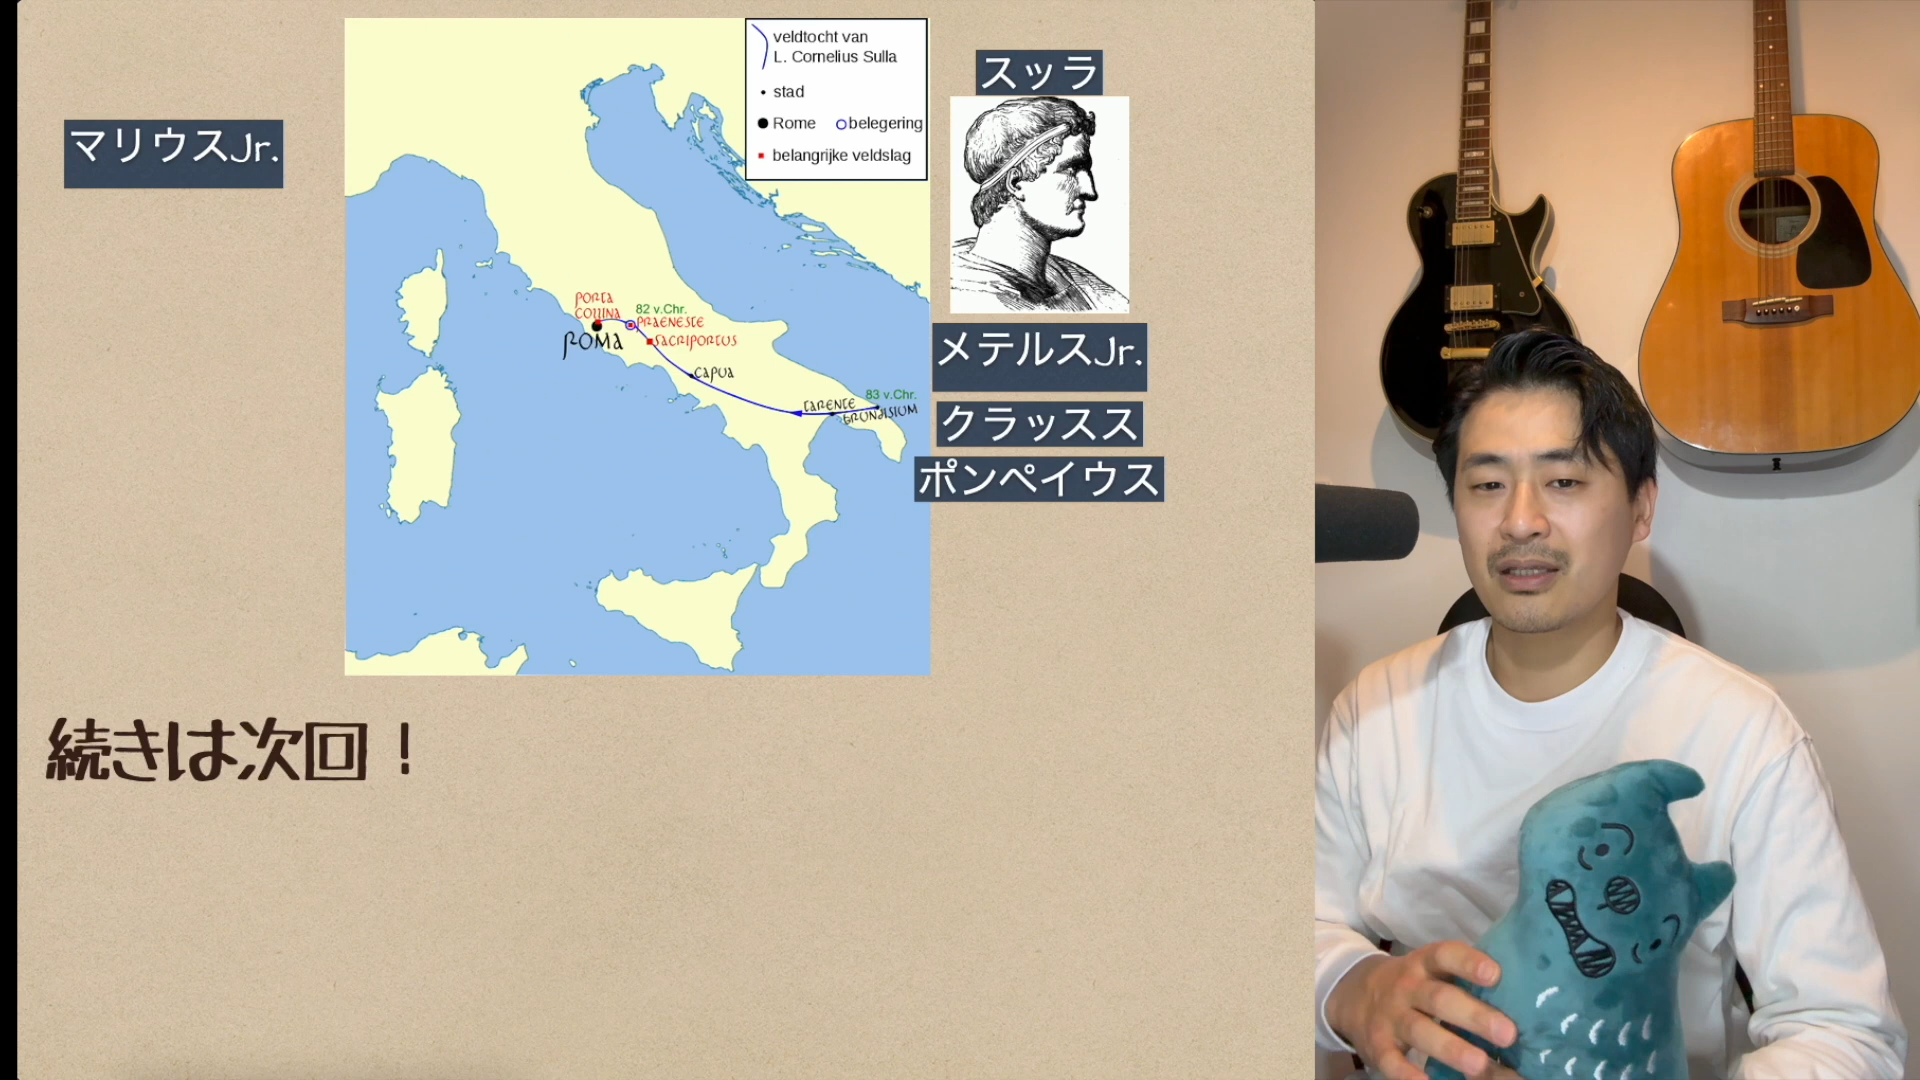 マリウスJr.
veldtocht van
L. Cornelius Sulla
stad
Rome
belegering
belangrijke veldslag
スッラ
メテルスJr.
クラッスス
ポンペイウス
PORTA
COLLINA
82 v.Chr.
PRAENESTE
ROMA
SACRIPORTUS
CAPUA
83 v.Chr.
TARENTE
BRUNDISIUM
続きは次回！